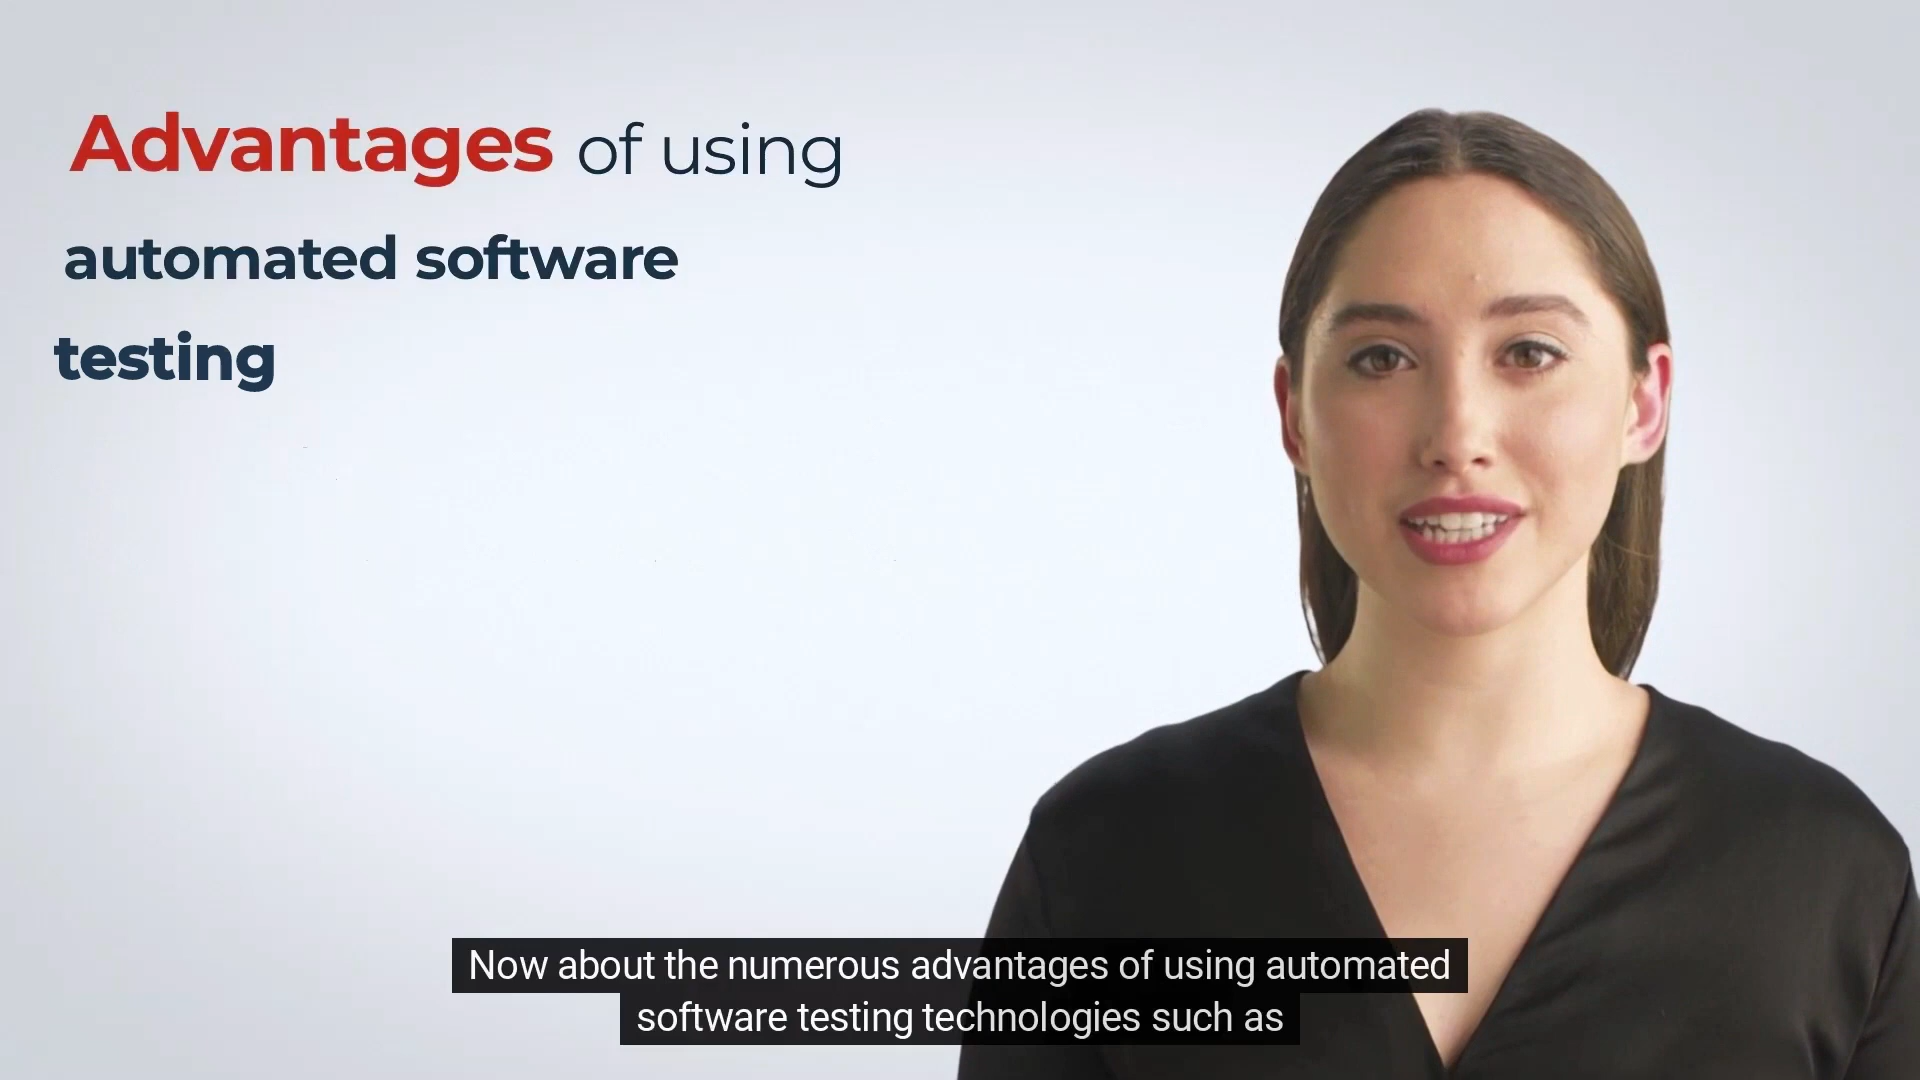 Advantages of using
automated software
testing
Now about the numerous advantages of using automated
software testing technologies such as